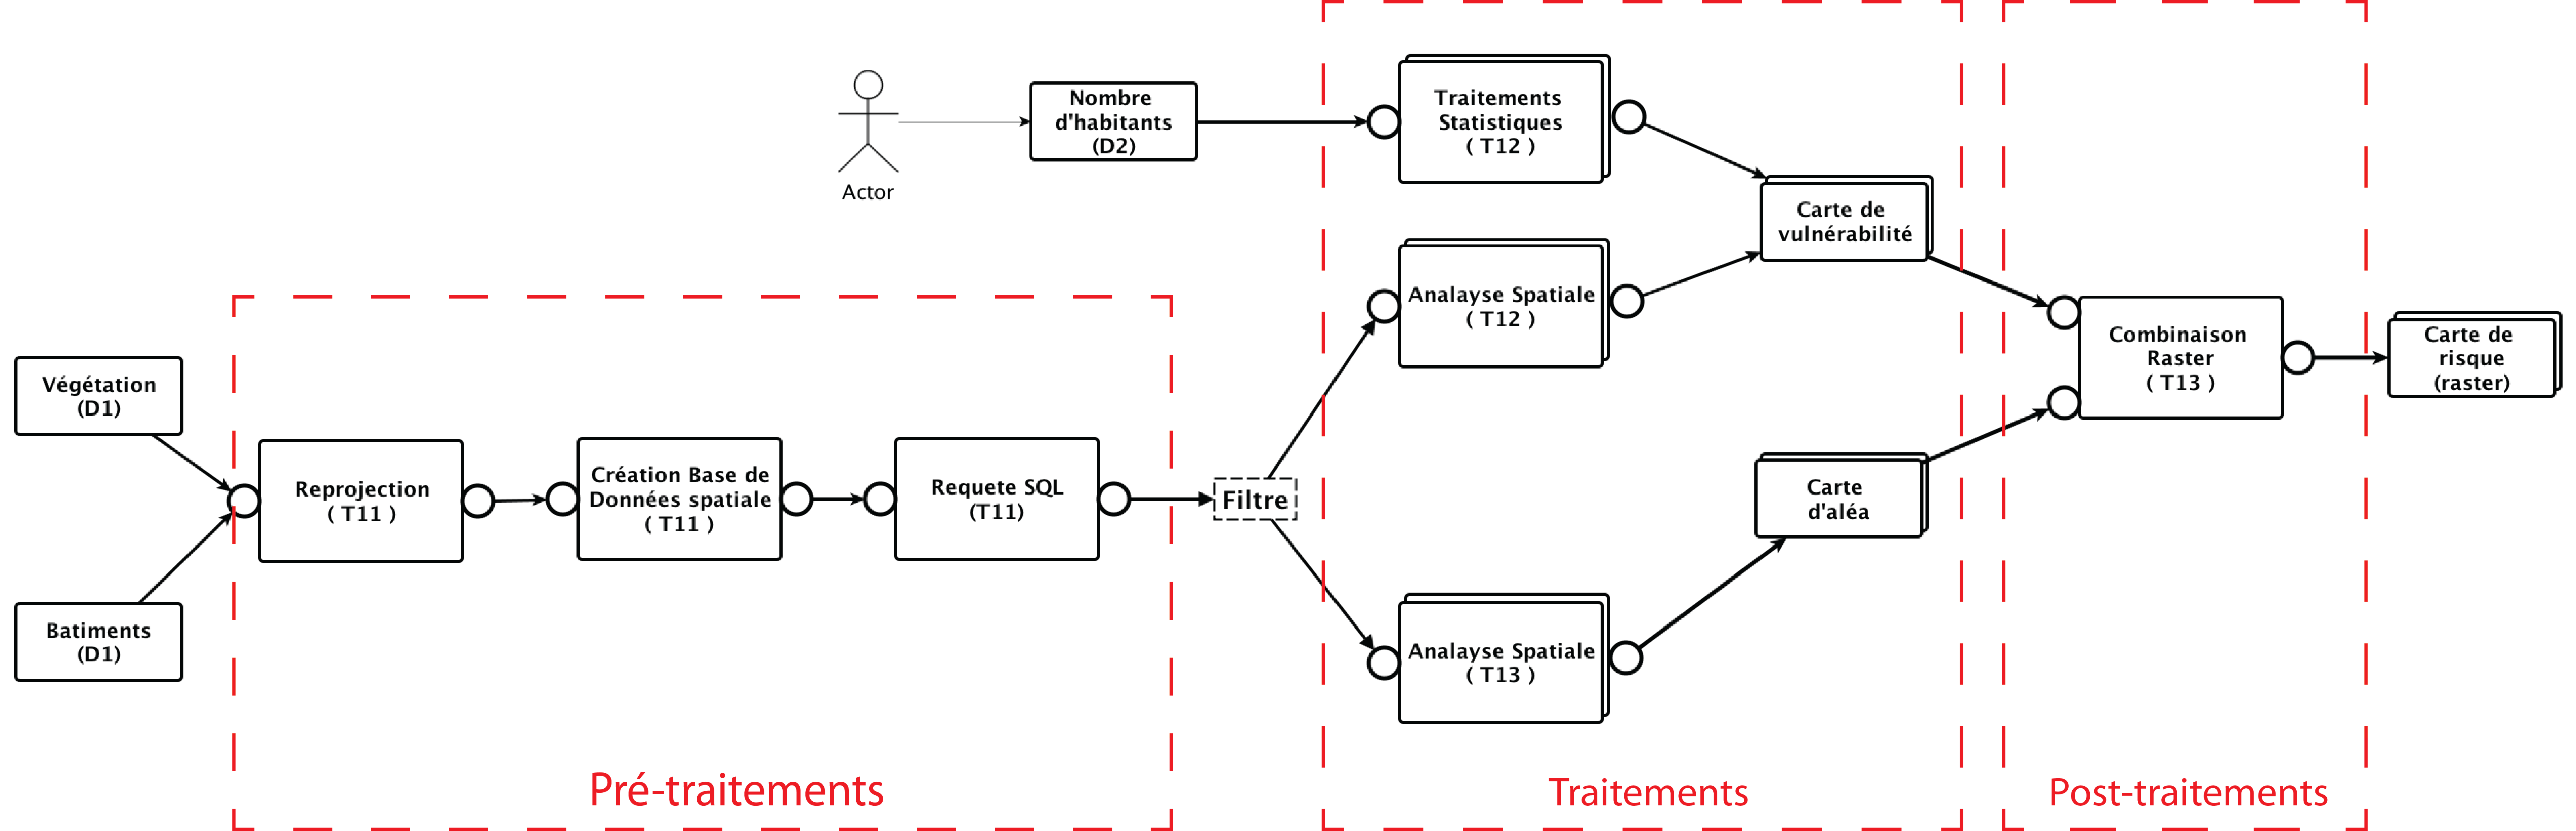 Végétation
(D1)
Batiments
(D1)
Reprojection
( T11 )
Création Base de
Données spatiale
( T11 )
Requete SQL
(T11)
Pré-traitements
Actor
Nombre
d'habitants
(D2)
Filtre
Traitements
Statistiques
( T12 )
Analayse Spatiale
( T12 )
Analayse Spatiale
( T13 )
Carte de
vulnérabilité
Carte
d'aléa
Traitements
Combinaison
Raster
( T13 )
Post-traitements
Carte de
risque
(raster)